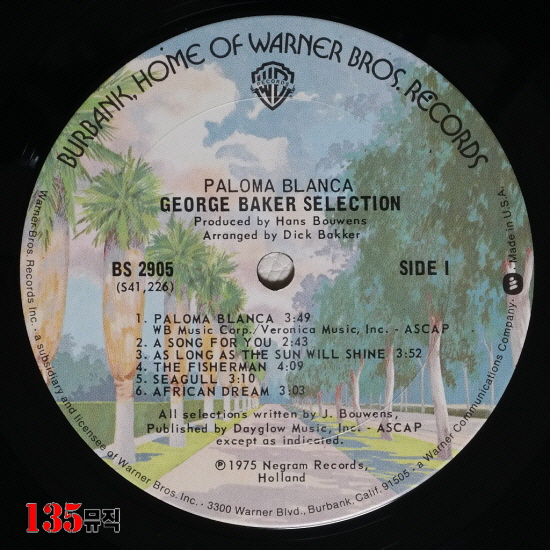 BURBANK, HOME OF WARNER BROS. RECORDS
WB
RECORDS
PALOMA BLANCA
GEORGE BAKER SELECTION
Produced by Hans Bouwens
Arranged by Dick Bakker
BS 2905
(S41,226)
SIDE 1
1. PALOMA BLANCA 3:49
WB Music Corp./Veronica Music, Inc. - ASCAP
2. A SONG FOR YOU 2:43
3. AS LONG AS THE SUN WILL SHINE 3:52
4. THE FISHERMAN 4:09
5. SEAGULL 3:10
6. AFRICAN DREAM 3:03
All selections written by J. Bouwens,
Published by Dayglow Music, Inc. - ASCAP
except as indicated.
℗ 1975 Negram Records,
Holland
Warner Bros. Records Inc. • a subsidiary and licensee of Warner Bros. Inc. • 3300 Warner Blvd., Burbank, Calif. 91505 • a Warner Communications Company. Made in U.S.A.
135뮤직